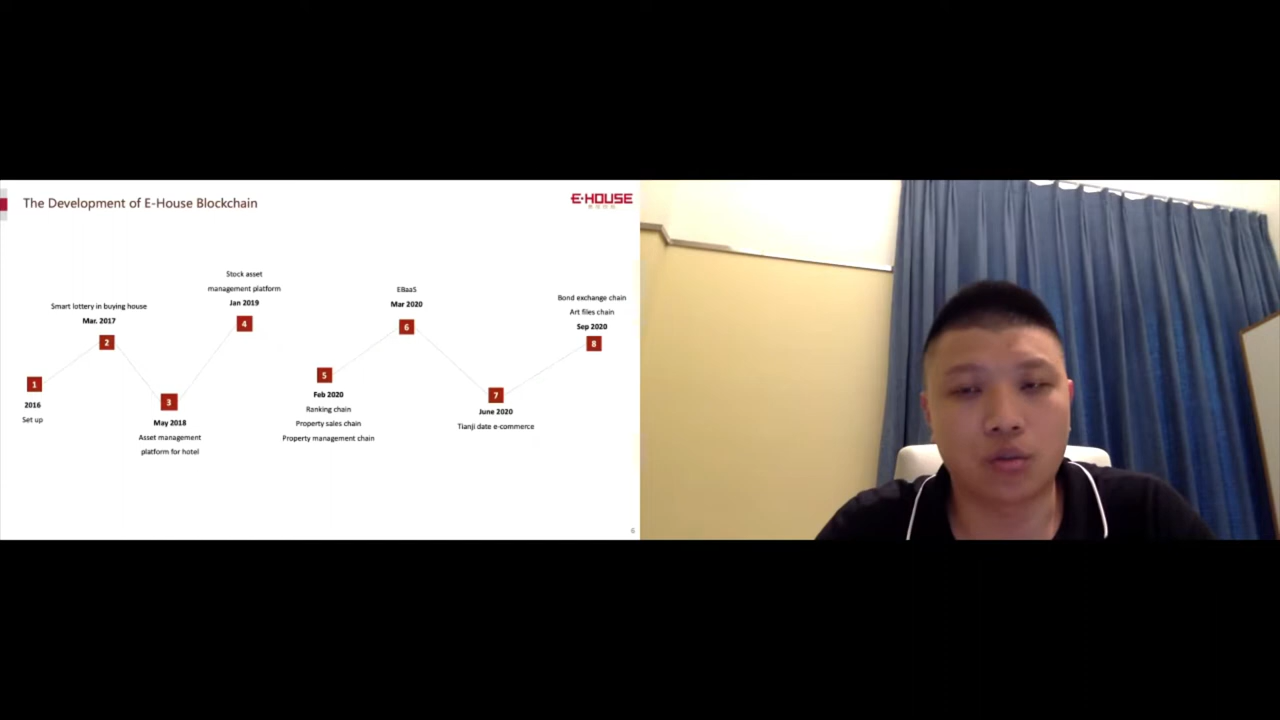 The Development of E-House Blockchain
E·HOUSE
Stock asset
management platform
Jan 2019
4
Smart lottery in buying house
Mar. 2017
2
1
2016
Set up
3
May 2018
Asset management
platform for hotel
EBaaS
Mar 2020
6
5
Feb 2020
Ranking chain
Property sales chain
Property management chain
7
June 2020
Tianji date e-commerce
Bond exchange chain
Art files chain
Sep 2020
8
6